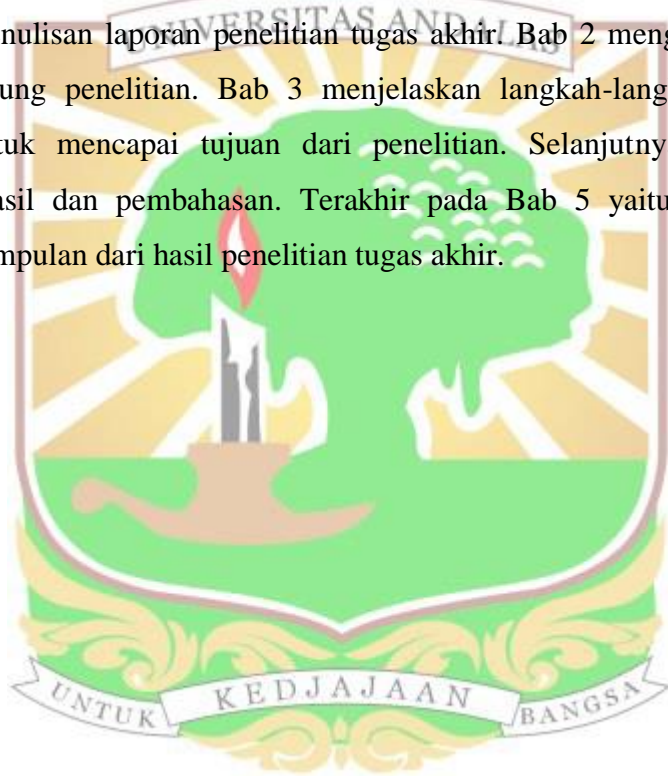 UNIVERSITAS ANDALAS
nulisan laporan penelitian tugas akhir. Bab 2 meng
ung penelitian. Bab 3 menjelaskan langkah-lang
tuk mencapai tujuan dari penelitian. Selanjutny
asil dan pembahasan. Terakhir pada Bab 5 yaitu
mpulan dari hasil penelitian tugas akhir.
UNTUK KEDJAJAAN BANGSA